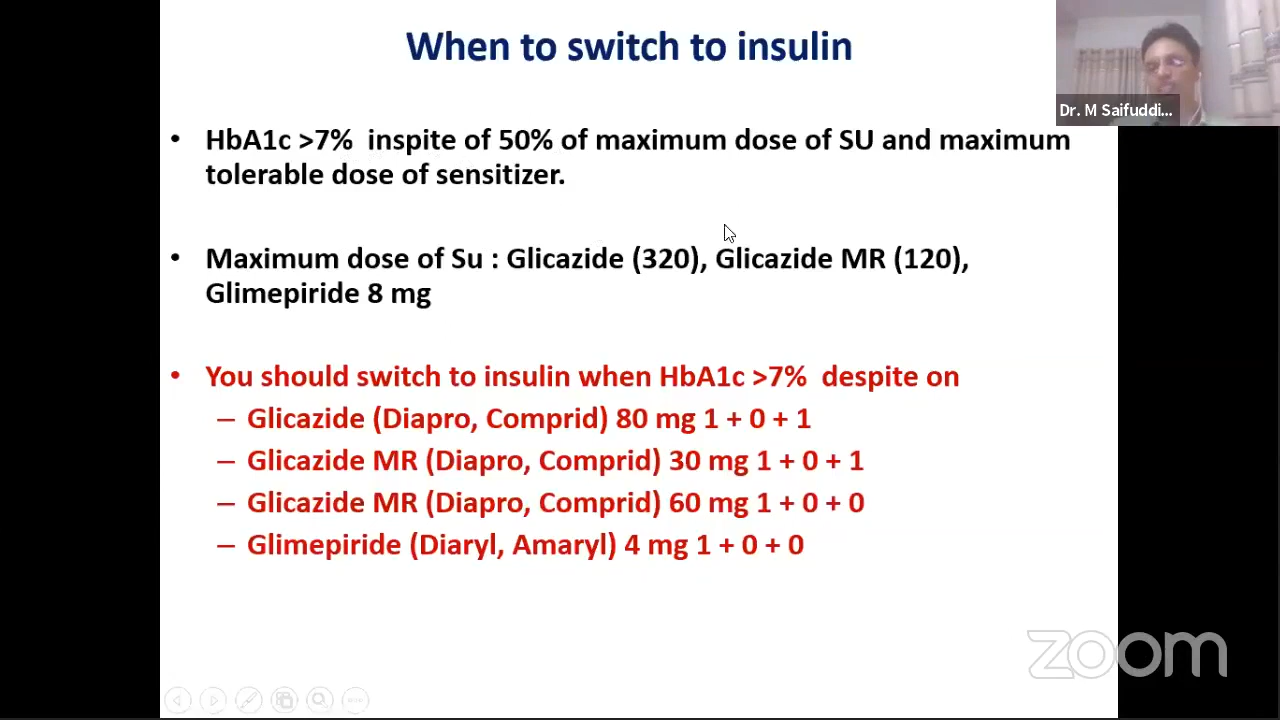 When to switch to insulin
Dr. M Saifuddi...
• HbA1c >7%  inspite of 50% of maximum dose of SU and maximum
tolerable dose of sensitizer.
• Maximum dose of Su : Glicazide (320), Glicazide MR (120),
Glimepiride 8 mg
• You should switch to insulin when HbA1c >7%  despite on
– Glicazide (Diapro, Comprid) 80 mg 1 + 0 + 1
– Glicazide MR (Diapro, Comprid) 30 mg 1 + 0 + 1
– Glicazide MR (Diapro, Comprid) 60 mg 1 + 0 + 0
– Glimepiride (Diaryl, Amaryl) 4 mg 1 + 0 + 0
zoom